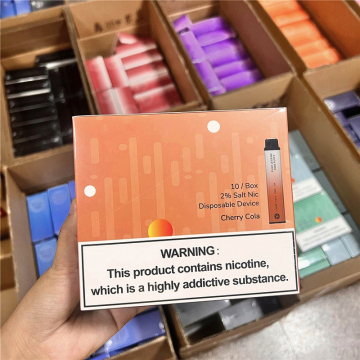 10 / Box
2% Salt Nic
Disposable Device
Cherry Cola
WARNING:
This product contains nicotine,
which is a highly addictive substance.